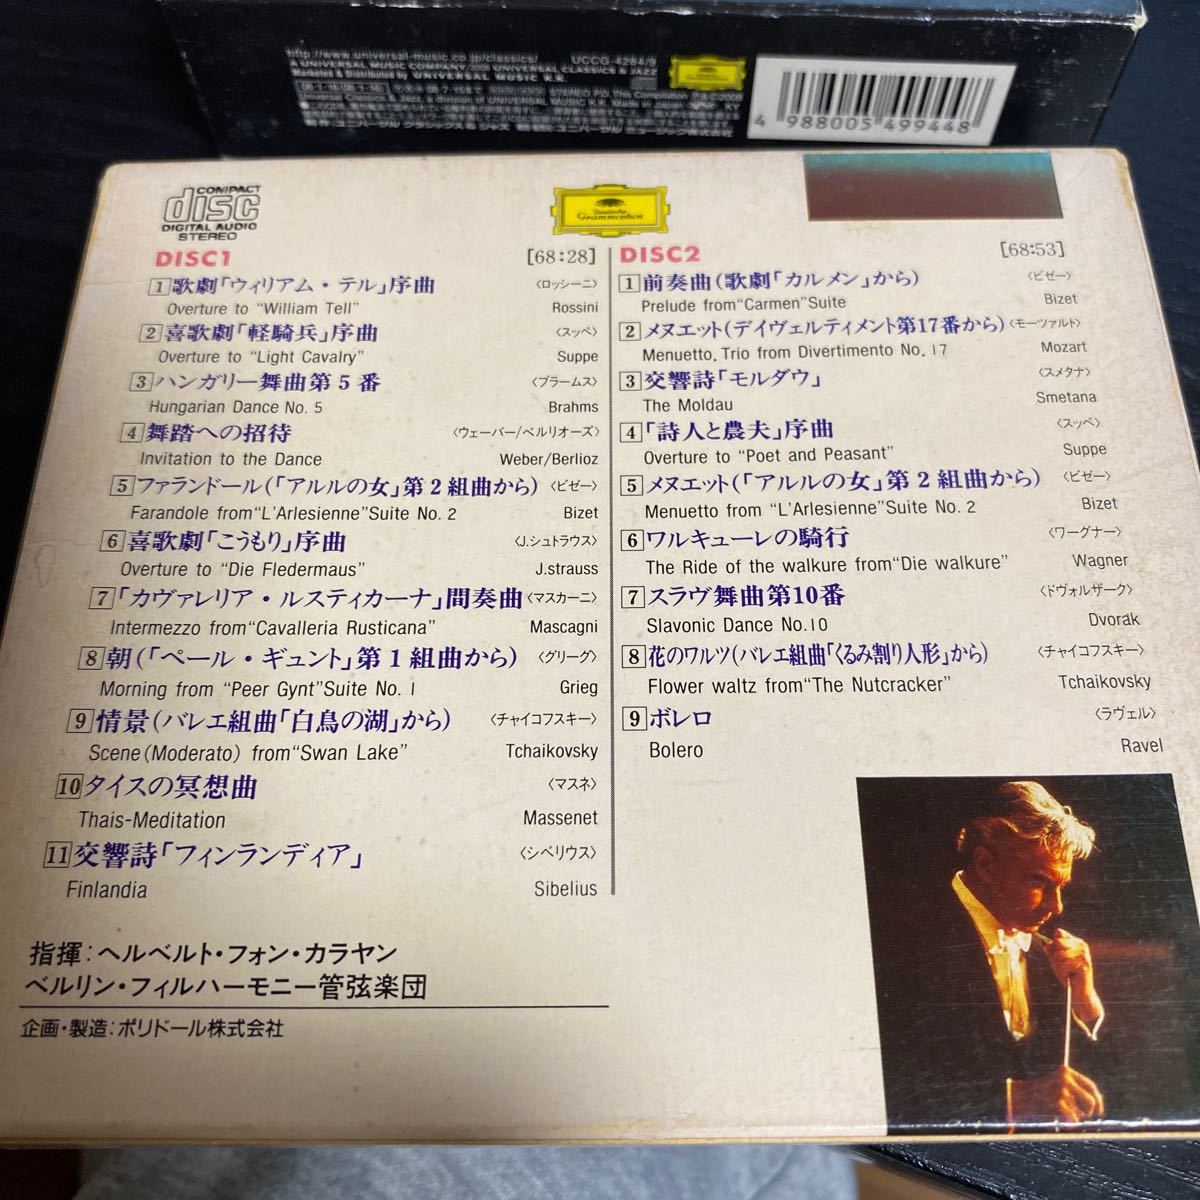 http://www.universal-music.co.jp/classics/
UCCG-4284/9
A UNIVERSAL MUSIC COMPANY/2008 UNIVERSAL CLASSICS & JAZZ
Marketed & Distributed by UNIVERSAL MUSIC K.K.
4 988005 499448
COMPACT
disc
DIGITAL AUDIO
STEREO
Deutsche
Grammophon
DISC1 [68:28]
1 歌劇「ウィリアム・テル」序曲 〈ロッシーニ〉
Overture to "William Tell" Rossini
2 喜歌劇「軽騎兵」序曲 〈スッペ〉
Overture to "Light Cavalry" Suppe
3 ハンガリー舞曲第5番 〈ブラームス〉
Hungarian Dance No. 5 Brahms
4 舞踏への招待 〈ウェーバー/ベルリオーズ〉
Invitation to the Dance Weber/Berlioz
5 ファランドール(「アルルの女」第2組曲から) 〈ビゼー〉
Farandole from"L'Arlesienne"Suite No. 2 Bizet
6 喜歌劇「こうもり」序曲 〈J.シュトラウス〉
Overture to "Die Fledermaus" J.strauss
7 「カヴァレリア・ルスティカーナ」間奏曲 〈マスカーニ〉
Intermezzo from"Cavalleria Rusticana" Mascagni
8 朝(「ペール・ギュント」第1組曲から) 〈グリーグ〉
Morning from "Peer Gynt"Suite No. 1 Grieg
9 情景(バレエ組曲「白鳥の湖」から) 〈チャイコフスキー〉
Scene(Moderato) from"Swan Lake" Tchaikovsky
10 タイスの冥想曲 〈マスネ〉
Thais-Meditation Massenet
11 交響詩「フィンランディア」 〈シベリウス〉
Finlandia Sibelius
DISC2 [68:53]
1 前奏曲(歌劇「カルメン」から) 〈ビゼー〉
Prelude from"Carmen"Suite Bizet
2 メヌエット(デイヴェルティメント第17番から) 〈モーツァルト〉
Menuetto. Trio from Divertimento No. 17 Mozart
3 交響詩「モルダウ」 〈スメタナ〉
The Moldau Smetana
4 「詩人と農夫」序曲 〈スッペ〉
Overture to "Poet and Peasant" Suppe
5 メヌエット(「アルルの女」第2組曲から) 〈ビゼー〉
Menuetto from "L'Arlesienne"Suite No. 2 Bizet
6 ワルキューレの騎行 〈ワーグナー〉
The Ride of the walkure from"Die walkure" Wagner
7 スラヴ舞曲第10番 〈ドヴォルザーク〉
Slavonic Dance No.10 Dvorak
8 花のワルツ(バレエ組曲「くるみ割り人形」から) 〈チャイコフスキー〉
Flower waltz from"The Nutcracker" Tchaikovsky
9 ボレロ 〈ラヴェル〉
Bolero Ravel
指揮：ヘルベルト・フォン・カラヤン
ベルリン・フィルハーモニー管弦楽団
企画・製造：ポリドール株式会社